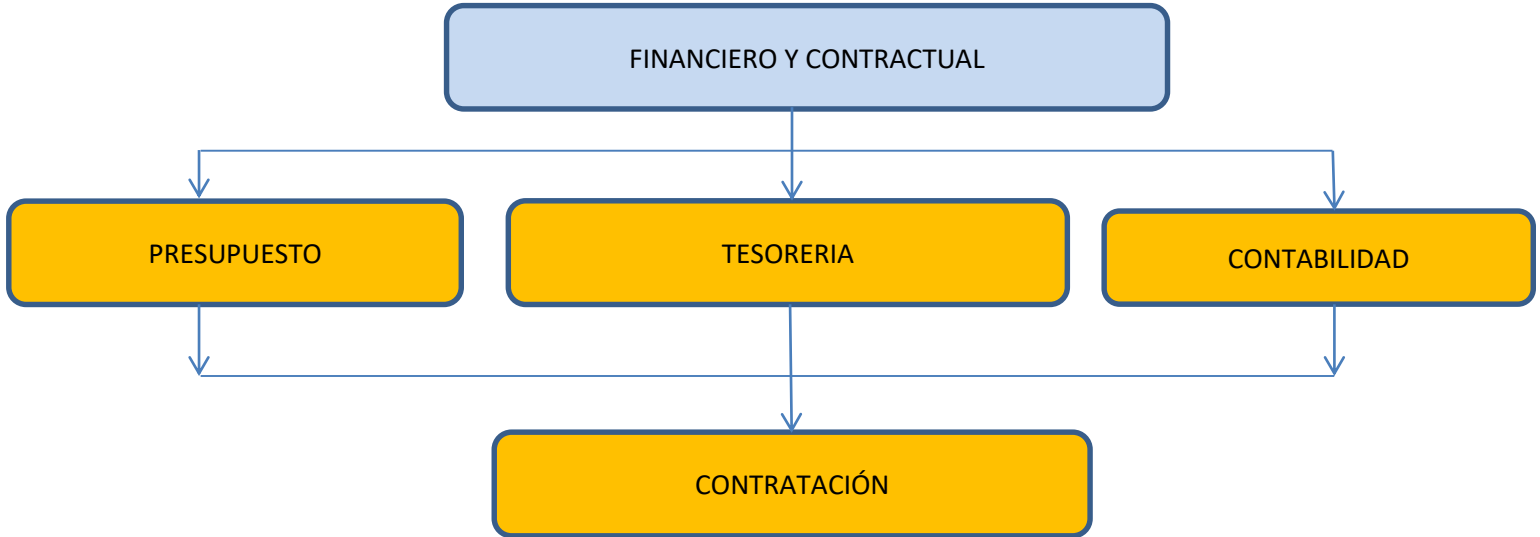 FINANCIERO Y CONTRACTUAL
PRESUPUESTO
TESORERIA
CONTABILIDAD
CONTRATACIÓN